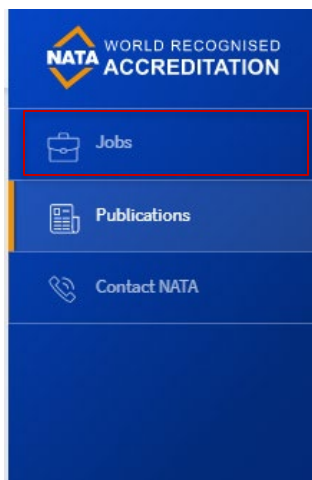 NATA WORLD RECOGNISED
ACCREDITATION
Jobs
Publications
Contact NATA